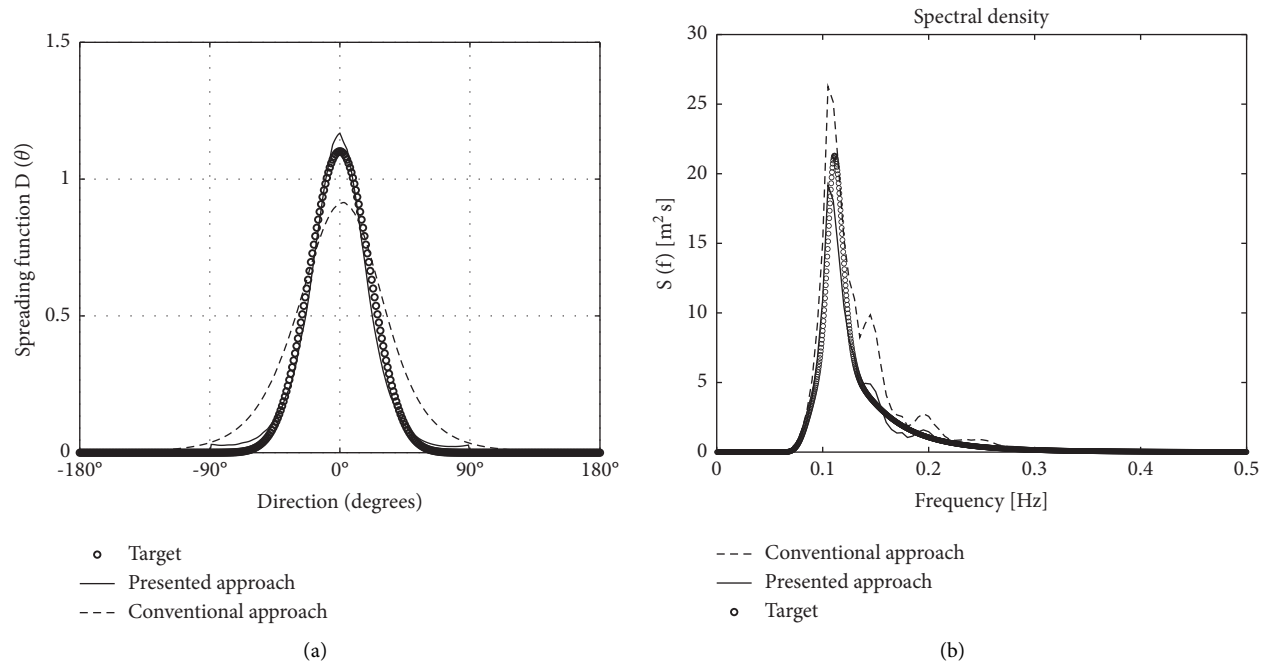 1.5
1
0.5
0
-180°
-90°
0°
90°
180°
Spreading function D (θ)
Direction (degrees)
Target
Presented approach
Conventional approach
(a)
Spectral density
30
25
20
15
10
5
0
0
0.1
0.2
0.3
0.4
0.5
S (f) [m² s]
Frequency [Hz]
Conventional approach
Presented approach
Target
(b)